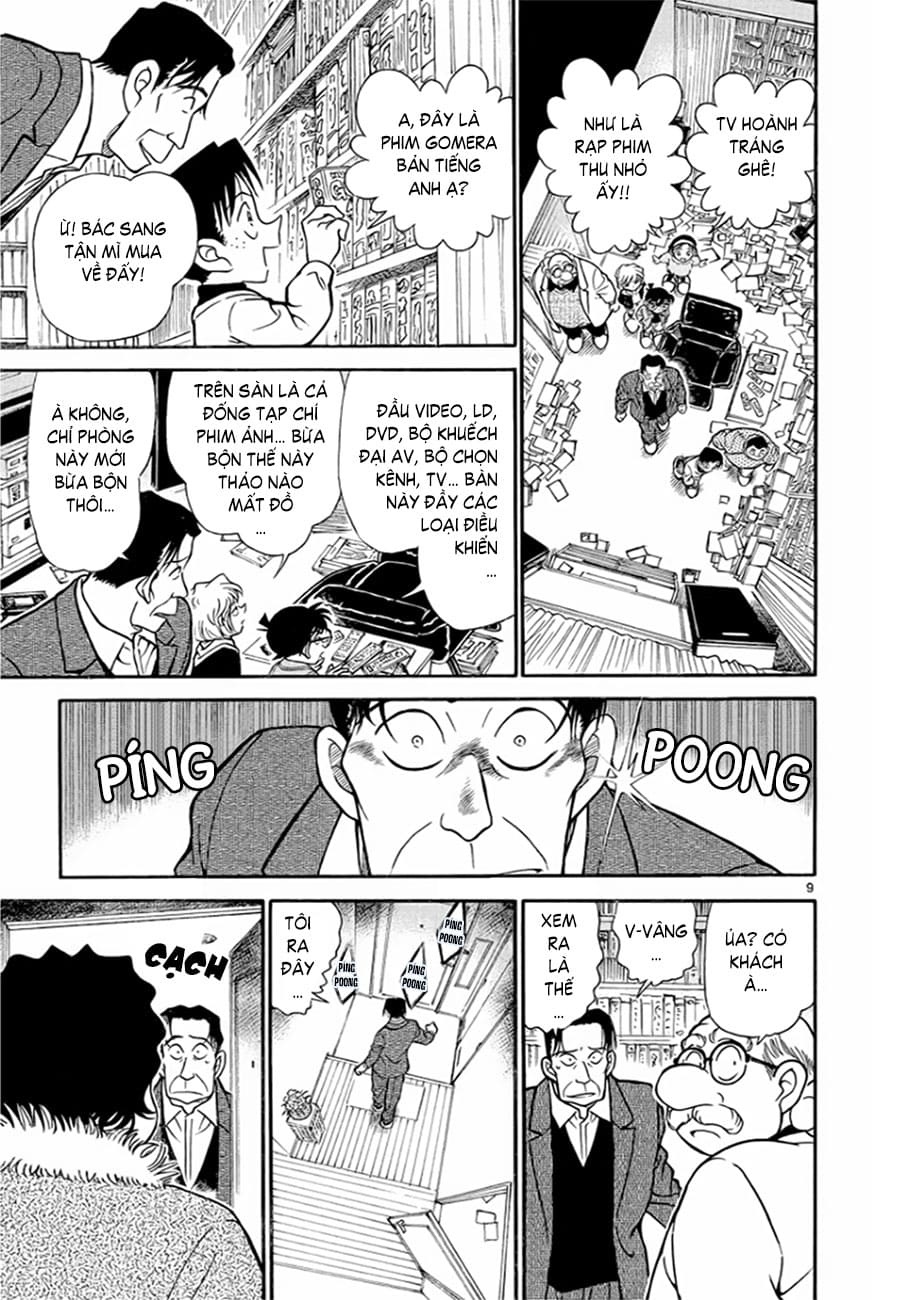 TV HOÀNH
TRÁNG
GHÊ!
NHƯ LÀ
RẠP PHIM
THU NHỎ
ẤY!!
A, ĐÂY LÀ
PHIM GOMERA
BẢN TIẾNG
ANH Ạ?
Ừ! BÁC SANG
TẬN MĨ MUA
VỀ ĐẤY!
ĐẦU VIDEO, LD,
DVD, BỘ KHUẾCH
ĐẠI AV, BỘ CHỌN
KÊNH, TV... BÀN
NÀY ĐẦY CÁC
LOẠI ĐIỀU
KHIỂN
...
TRÊN SÀN LÀ CẢ
ĐỐNG TẠP CHÍ
PHIM ẢNH... BỪA
BỘN THẾ NÀY
THẢO NÀO
MẤT ĐỒ
...
À KHÔNG,
CHỈ PHÒNG
NÀY MỚI
BỪA BỘN
THÔI...
PÍNG
POONG
9
ỦA? CÓ
KHÁCH
À...
V-VÂNG
...
XEM
RA LÀ
THẾ
...
PÍNG
POONG
PÍNG
POONG
PÍNG
POONG
TÔI
RA
ĐÂY
...
CẠCH